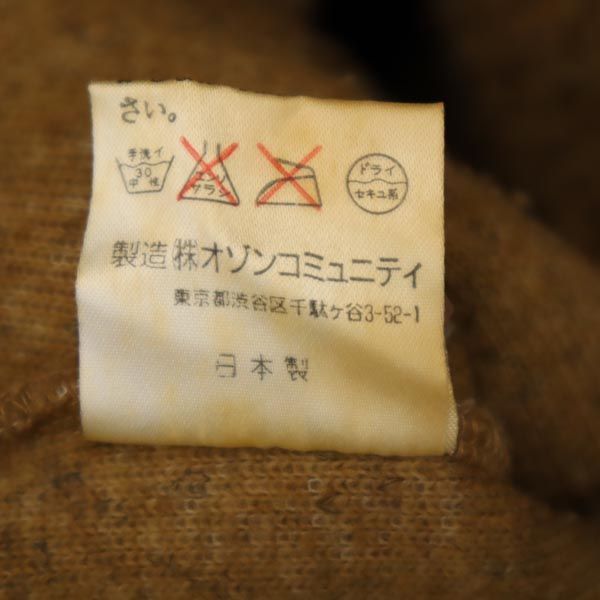 さい。
手洗イ 30 中性
エンソ サラシ
ドライ セキユ系
製造 ㈱オゾンコミュニティ
東京都渋谷区千駄ヶ谷3-52-1
日本製